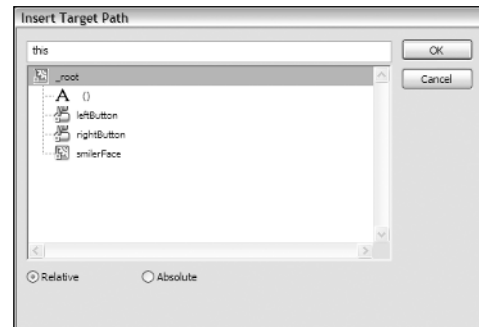 Insert Target Path
this
OK
_root
Cancel
A ()
leftButton
rightButton
smilerFace
Relative
Absolute